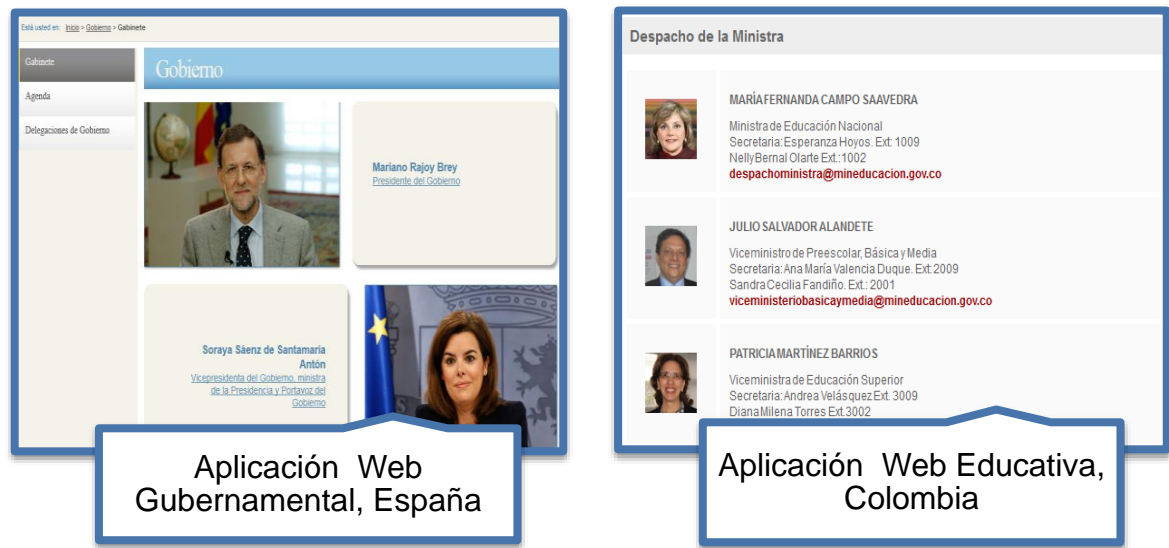 Está usted en: Inicio > Gobierno > Gabinete
Gabinete
Agenda
Delegaciones de Gobierno
Gobierno
Mariano Rajoy Brey
Presidente del Gobierno
Soraya Sáenz de Santamaría
Antón
Vicepresidenta del Gobierno, ministra
de la Presidencia y Portavoz del
Gobierno
Aplicación Web
Gubernamental, España
Despacho de la Ministra
MARÍA FERNANDA CAMPO SAAVEDRA
Ministra de Educación Nacional
Secretaria: Esperanza Hoyos. Ext: 1009
Nelly Bernal Olarte Ext.:1002
despachoministra@mineducacion.gov.co
JULIO SALVADOR ALANDETE
Viceministro de Preescolar, Básica y Media
Secretaria: Ana María Valencia Duque. Ext:2009
Sandra Cecilia Fandiño. Ext.: 2001
viceministeriobasicaymedia@mineducacion.gov.co
PATRICIA MARTÍNEZ BARRIOS
Viceministra de Educación Superior
Secretaria: Andrea Velásquez Ext. 3009
Diana Milena Torres Ext.3002
Aplicación Web Educativa,
Colombia